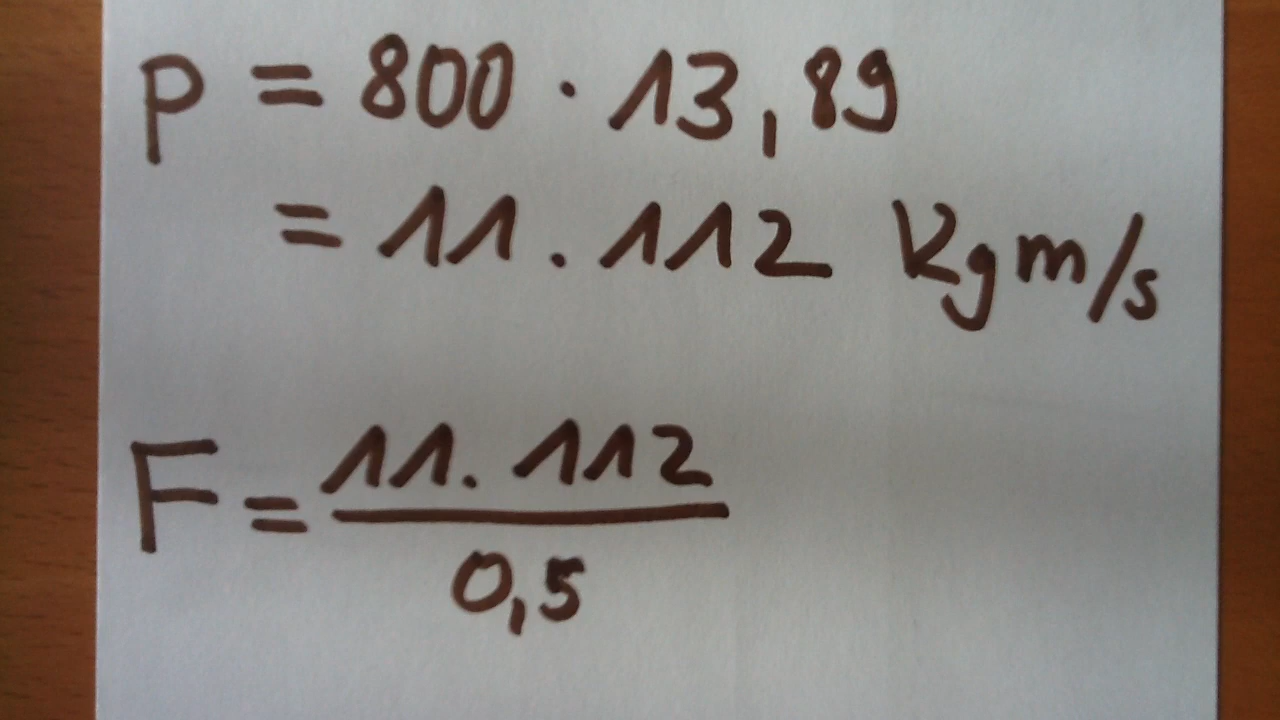 p = 800 · 13,89
= 11.112 Kgm/s
F = 11.112
0,5